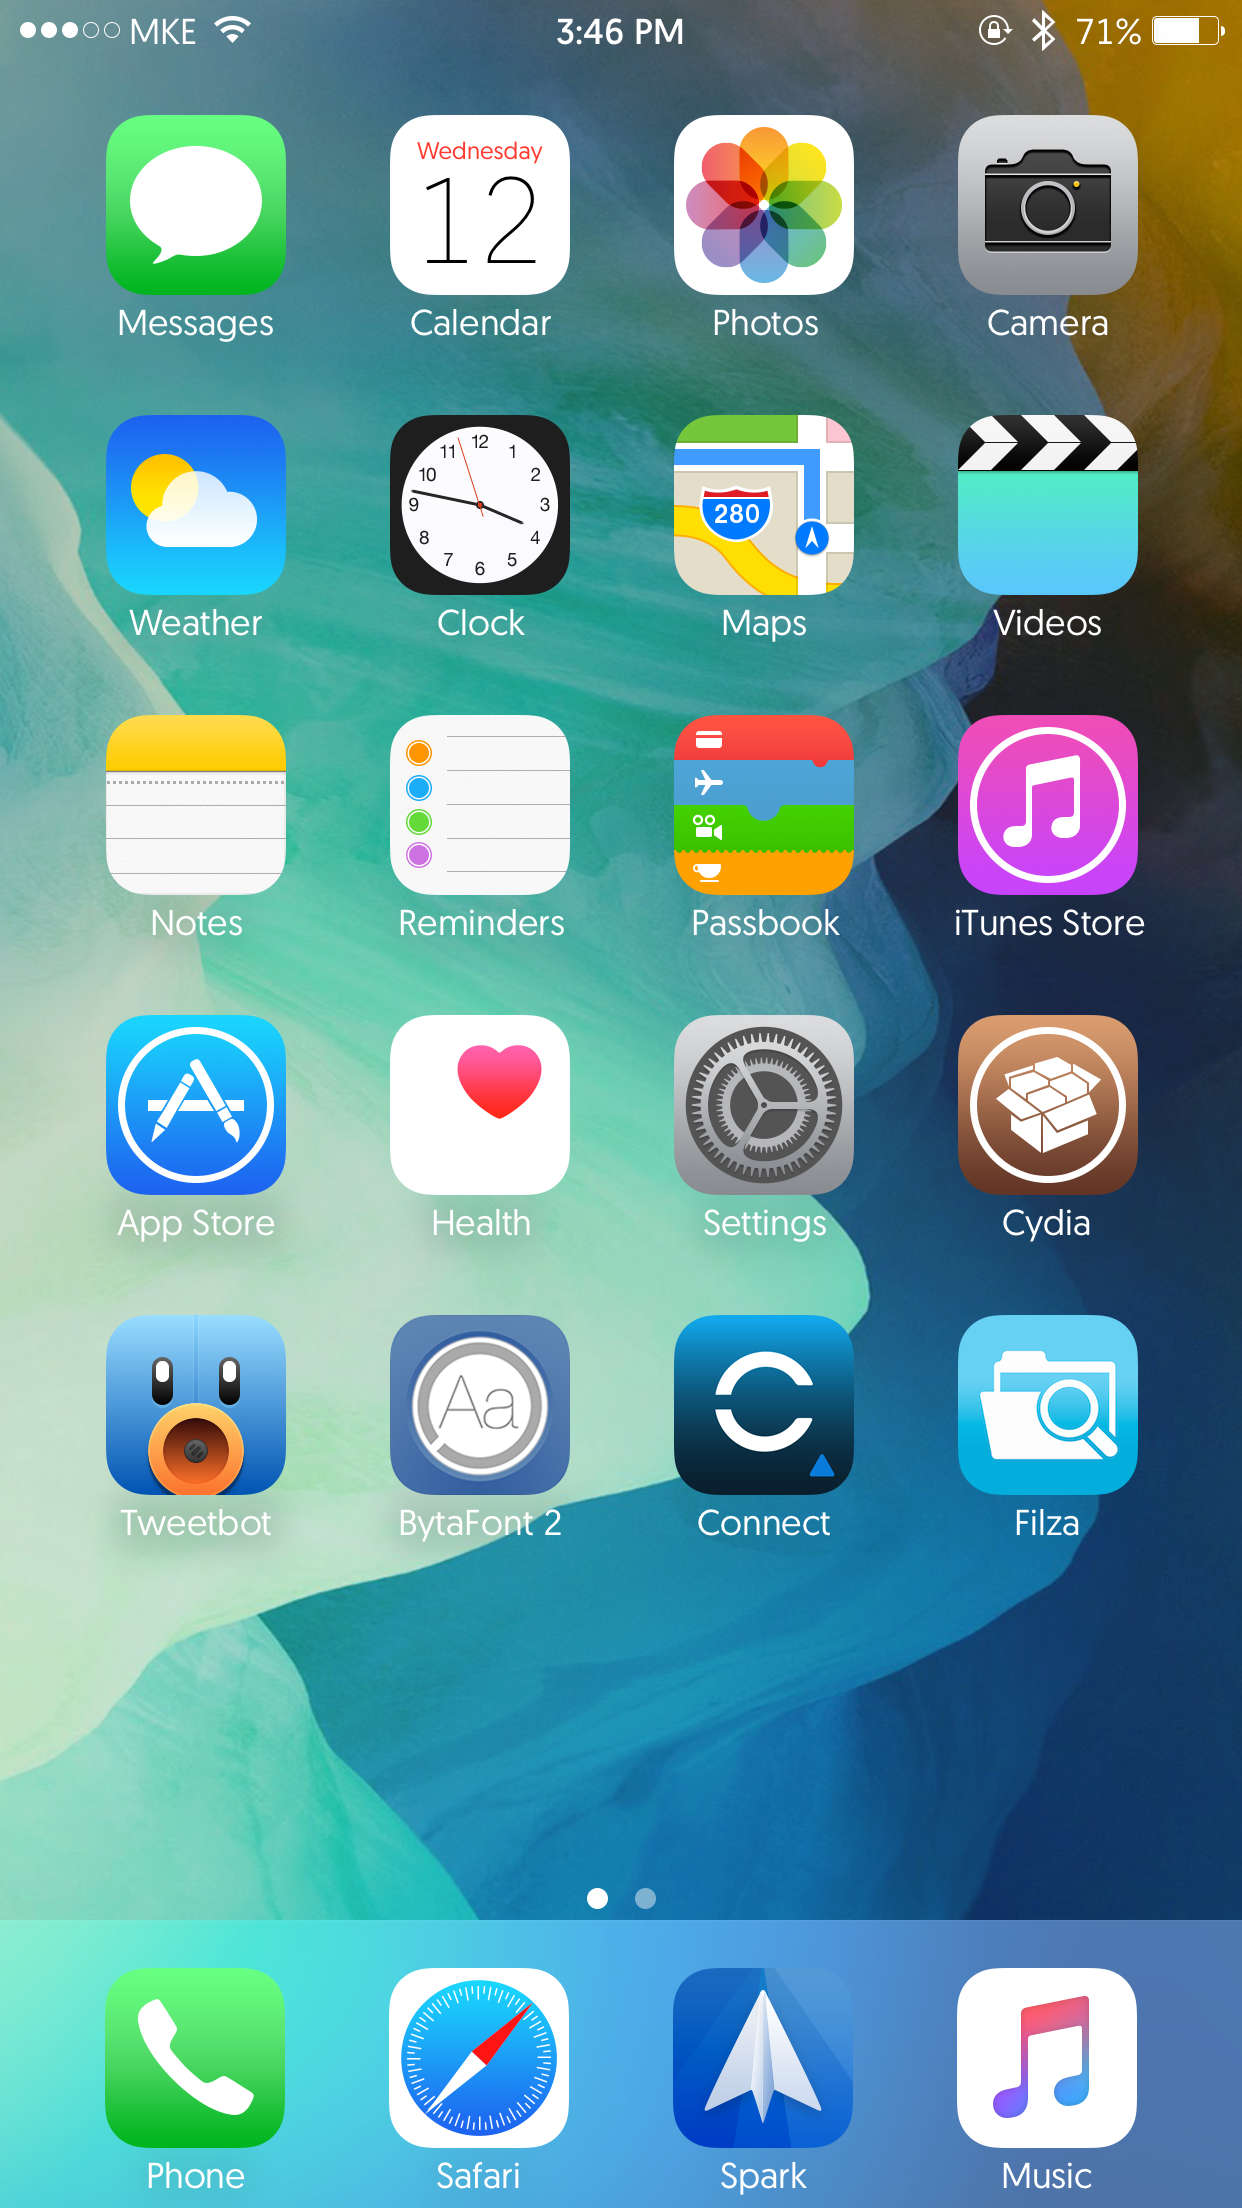 MKE 3:46 PM 71%
Wednesday
12
Messages Calendar Photos Camera
12
11 1
10 2
9 3
8 4
7 5
6
280
Weather Clock Maps Videos
Notes Reminders Passbook iTunes Store
App Store Health Settings Cydia
Aa
Tweetbot BytaFont 2 Connect Filza
Phone Safari Spark Music